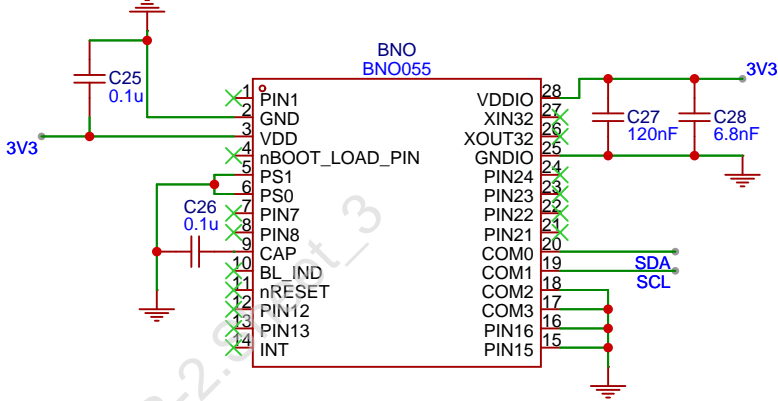 BNO
BNO055
C25
0.1u
3V3
1 PIN1
2 GND
3 VDD
4 nBOOT_LOAD_PIN
5 PS1
6 PS0
7 PIN7
8 PIN8
9 CAP
10 BL_IND
11 nRESET
12 PIN12
13 PIN13
14 INT
C26
0.1u
VDDIO 28
XIN32 27
XOUT32 26
GNDIO 25
PIN24 24
PIN23 23
PIN22 22
PIN21 21
COM0 20
COM1 19
COM2 18
COM3 17
PIN16 16
PIN15 15
3V3
C27
120nF
C28
6.8nF
SDA
SCL